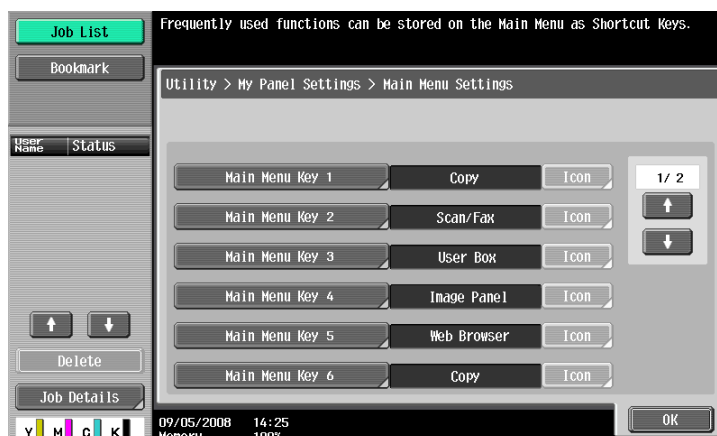 Job List
Frequently used functions can be stored on the Main Menu as Shortcut Keys.
Bookmark
Utility > My Panel Settings > Main Menu Settings
User Name Status
Main Menu Key 1 Copy Icon
1/ 2
Main Menu Key 2 Scan/Fax Icon
Main Menu Key 3 User Box Icon
Main Menu Key 4 Image Panel Icon
Main Menu Key 5 Web Browser Icon
Main Menu Key 6 Copy Icon
Delete
Job Details
OK
09/05/2008 14:25
Y M C K
Memory 100%